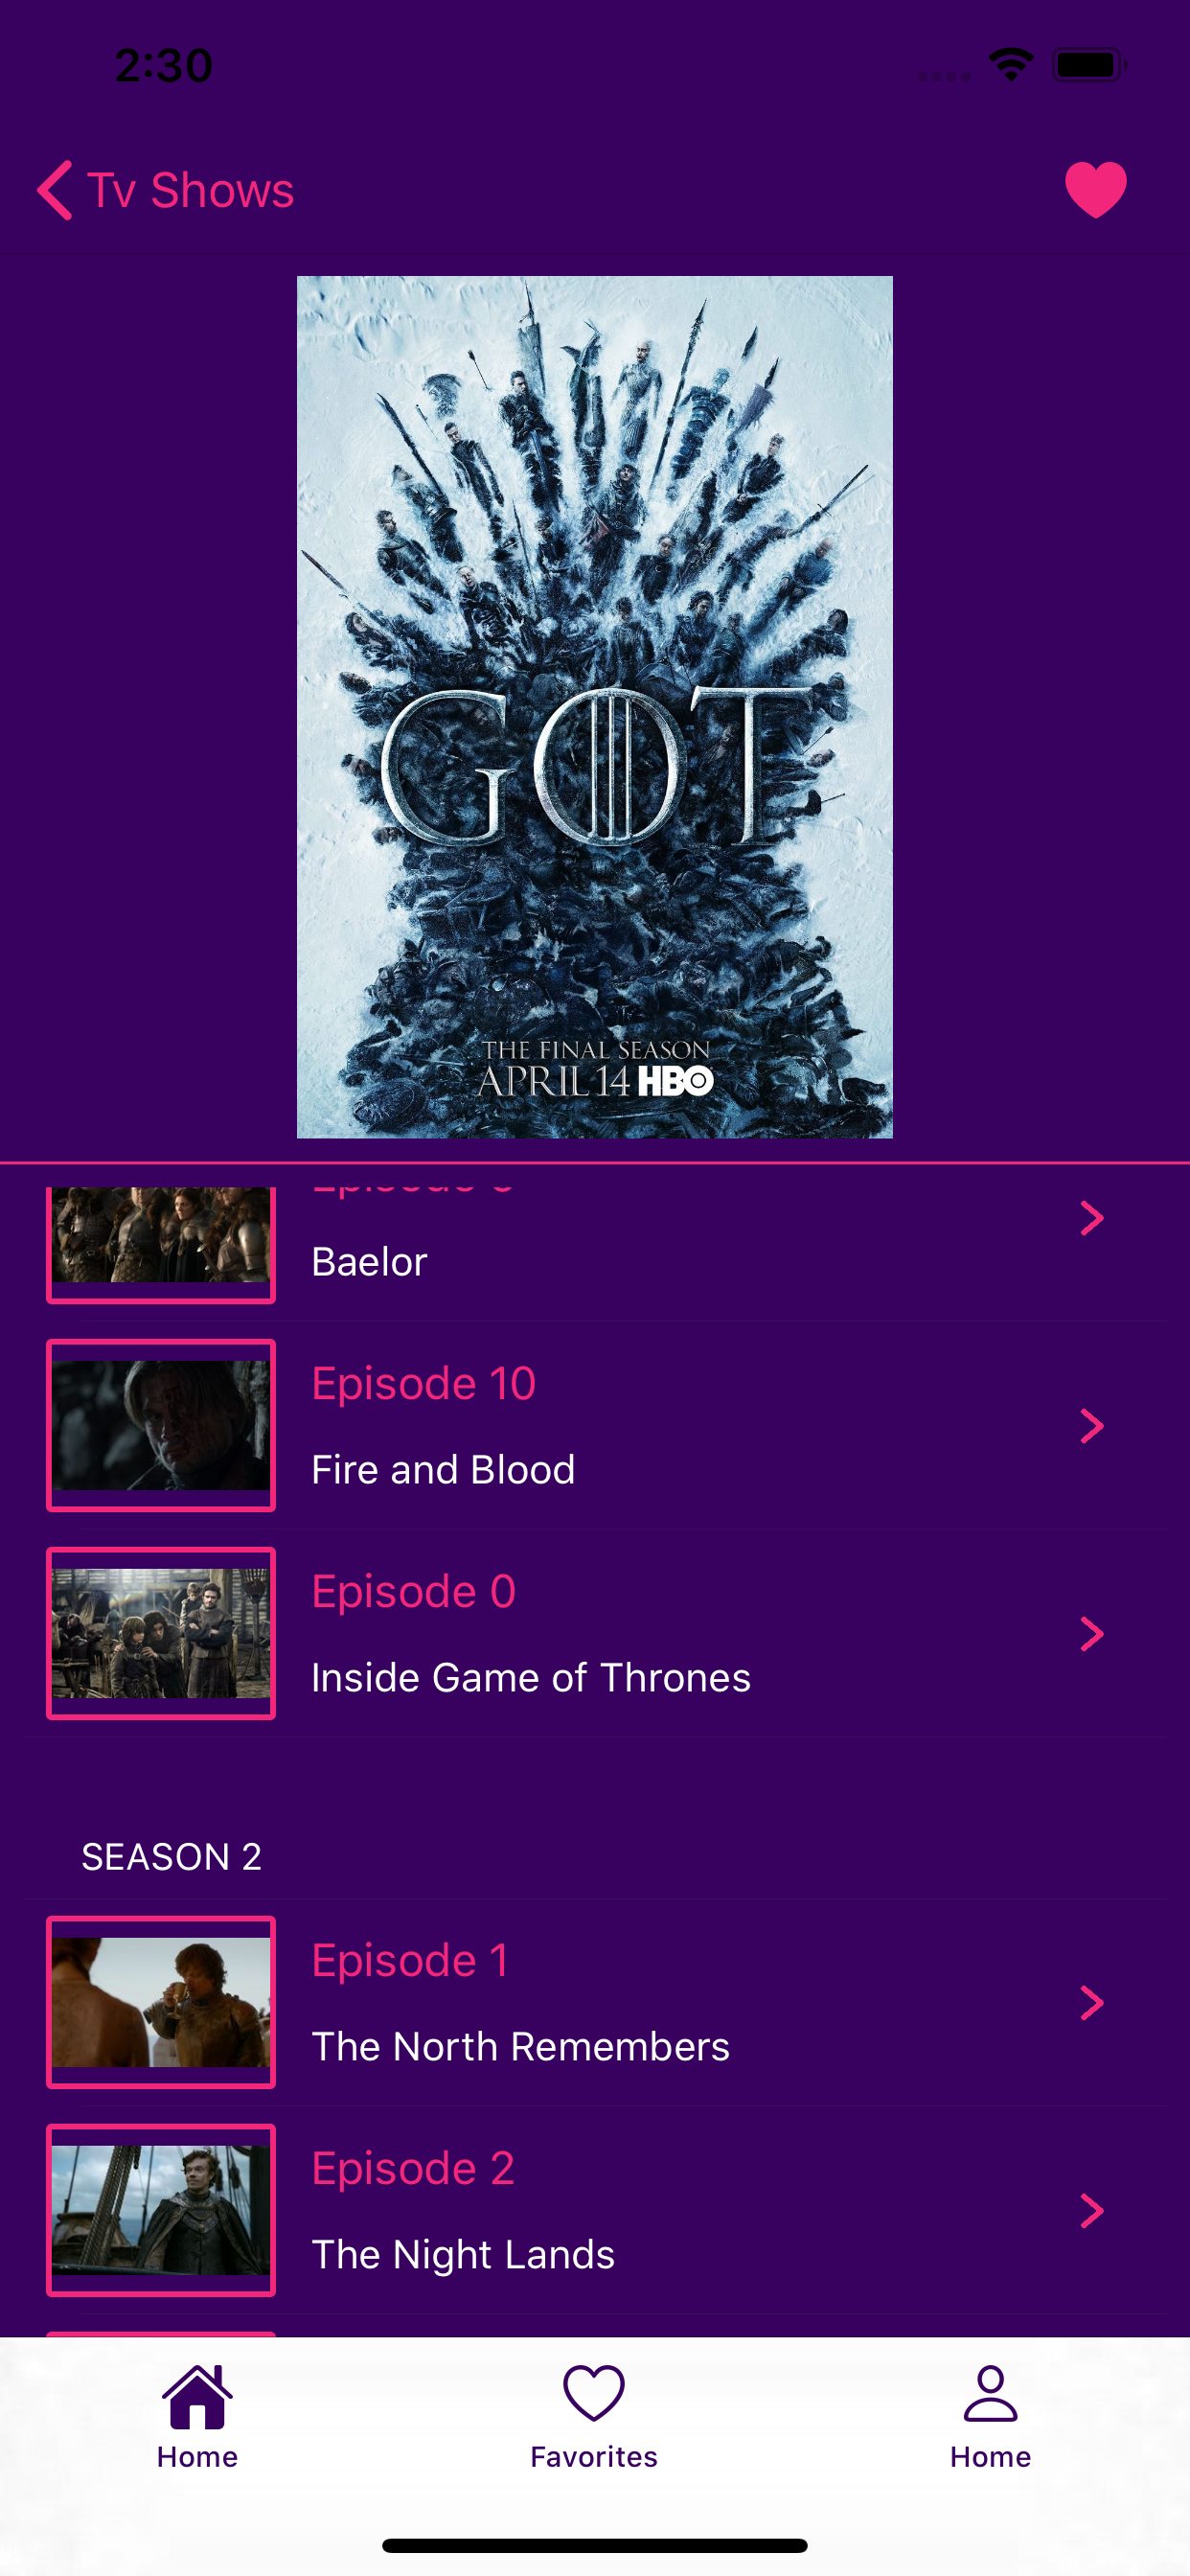 2:30
Tv Shows
GOT
THE FINAL SEASON
APRIL 14 HBO
Baelor
Episode 10
Fire and Blood
Episode 0
Inside Game of Thrones
SEASON 2
Episode 1
The North Remembers
Episode 2
The Night Lands
Home
Favorites
Home